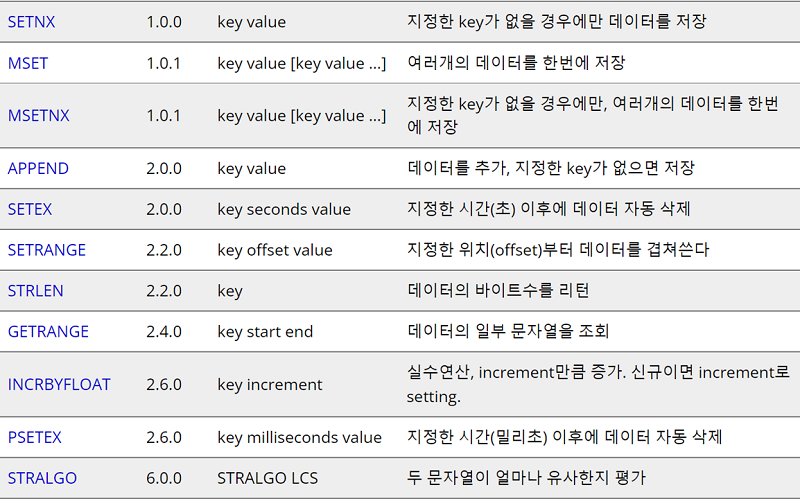 SETNX 1.0.0 key value 지정한 key가 없을 경우에만 데이터를 저장
MSET 1.0.1 key value [key value ...] 여러개의 데이터를 한번에 저장
MSETNX 1.0.1 key value [key value ...] 지정한 key가 없을 경우에만, 여러개의 데이터를 한번
에 저장
APPEND 2.0.0 key value 데이터를 추가, 지정한 key가 없으면 저장
SETEX 2.0.0 key seconds value 지정한 시간(초) 이후에 데이터 자동 삭제
SETRANGE 2.2.0 key offset value 지정한 위치(offset)부터 데이터를 겹쳐쓴다
STRLEN 2.2.0 key 데이터의 바이트수를 리턴
GETRANGE 2.4.0 key start end 데이터의 일부 문자열을 조회
INCRBYFLOAT 2.6.0 key increment 실수연산, increment만큼 증가. 신규이면 increment로
setting.
PSETEX 2.6.0 key milliseconds value 지정한 시간(밀리초) 이후에 데이터 자동 삭제
STRALGO 6.0.0 STRALGO LCS 두 문자열이 얼마나 유사한지 평가